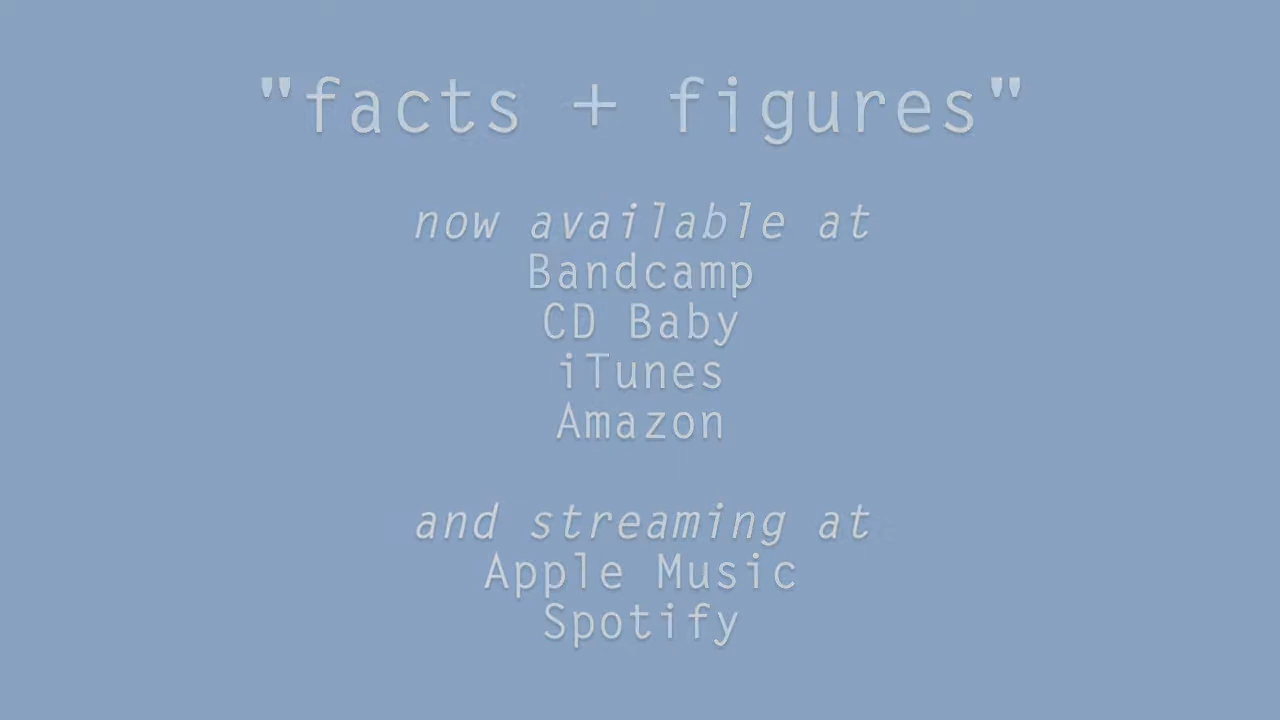 "facts + figures"
now available at
Bandcamp
CD Baby
iTunes
Amazon
and streaming at
Apple Music
Spotify